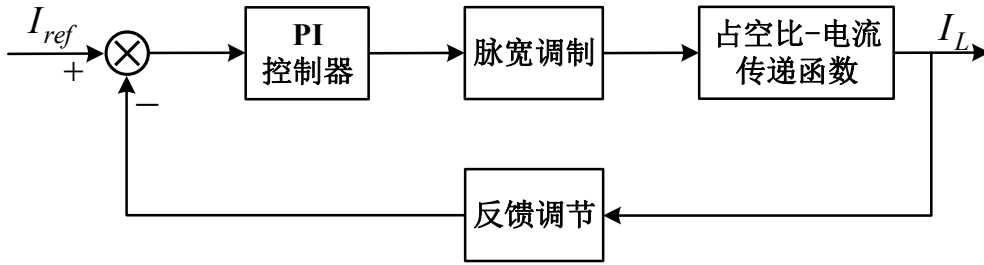 I_ref
+
−
PI
控制器
脉宽调制
占空比-电流
传递函数
I_L
反馈调节